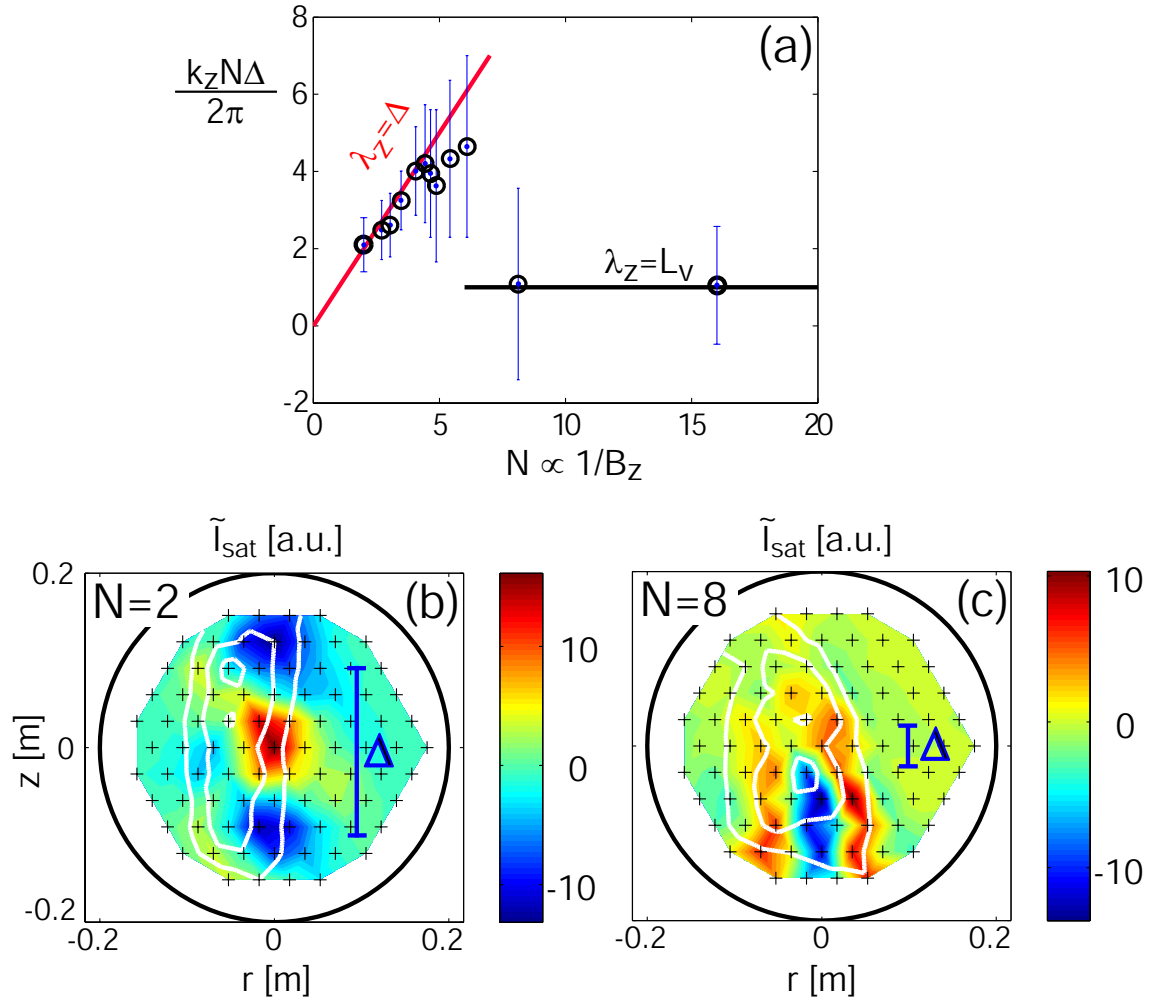 (a)
8
6
4
2
0
-2
k_z NΔ
2π
λ_z=Δ
λ_z=L_v
0 5 10 15 20
N ∝ 1/B_z
Ĩ_sat [a.u.]
N=2
(b)
Δ
0.2
0
-0.2
z [m]
-0.2 0 0.2
r [m]
10
0
-10
Ĩ_sat [a.u.]
N=8
(c)
Δ
-0.2 0 0.2
r [m]
10
0
-10